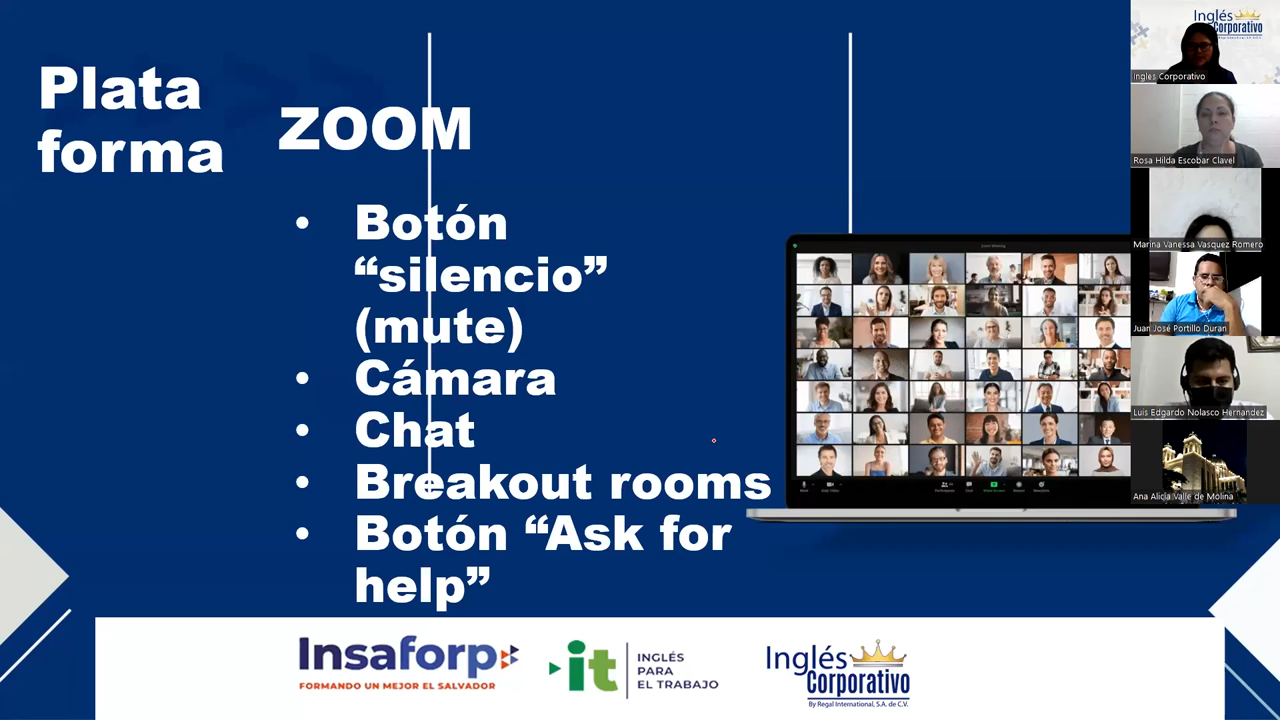 Plata
forma
ZOOM
• Botón
“silencio”
(mute)
• Cámara
• Chat
• Breakout rooms
• Botón “Ask for
help”
Insaforp
FORMANDO UN MEJOR EL SALVADOR
it
INGLÉS
PARA
EL TRABAJO
Inglés
Corporativo
By Regal International, S.A. de C.V.
Inglés
Corporativo
Ingles Corporativo
Rosa Hilda Escobar Clavel
Marina Vanessa Vasquez Romero
Juan José Portillo Duran
Luis Edgardo Nolasco Hernandez
Ana Alicia Valle de Molina